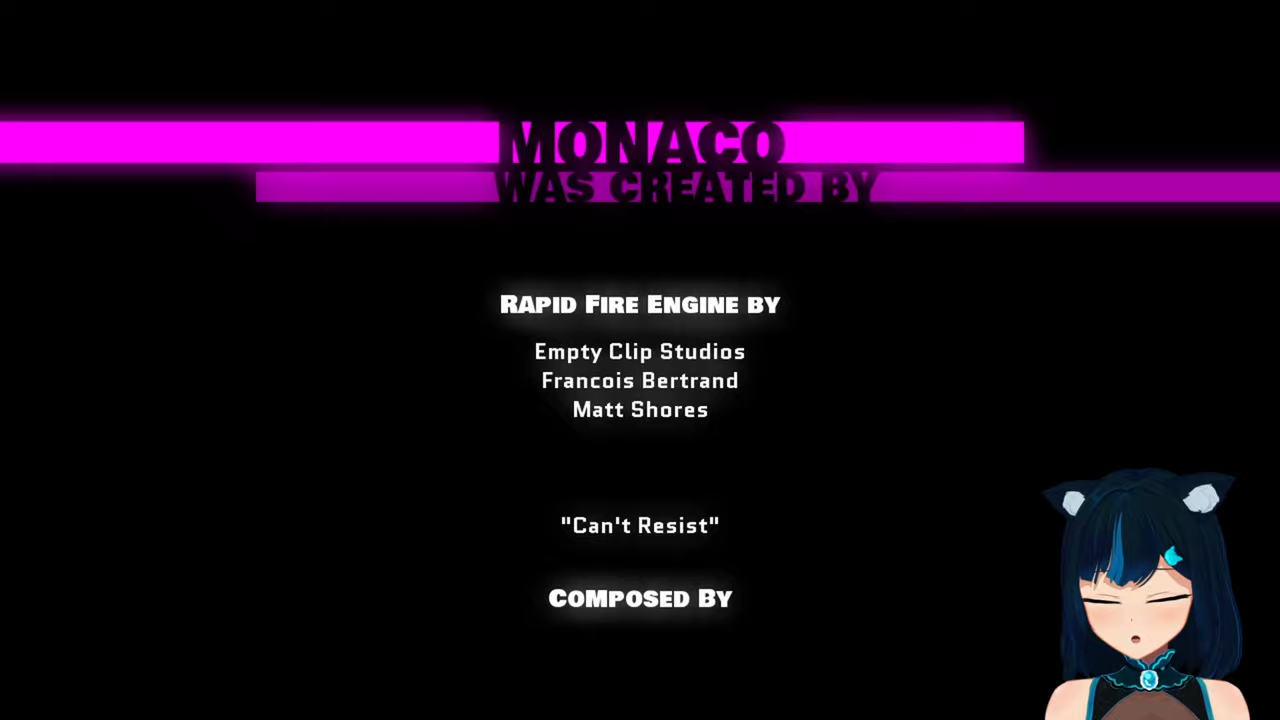 MONACO
WAS CREATED BY
RAPID FIRE ENGINE BY
Empty Clip Studios
Francois Bertrand
Matt Shores
"Can't Resist"
COMPOSED BY